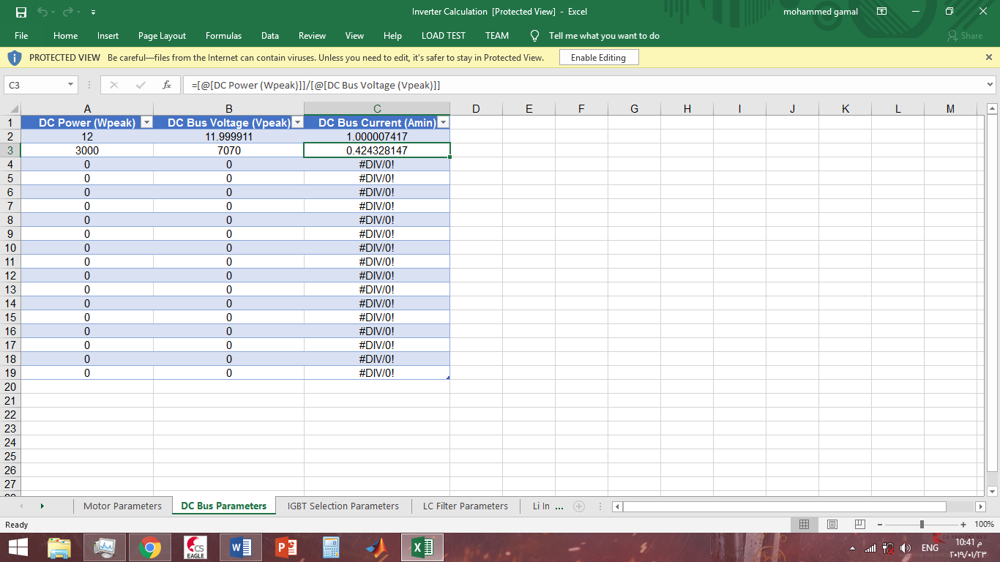 Inverter Calculation [Protected View] - Excel
mohammed gamal
File Home Insert Page Layout Formulas Data Review View Help LOAD TEST TEAM Tell me what you want to do Share
PROTECTED VIEW Be careful—files from the Internet can contain viruses. Unless you need to edit, it's safer to stay in Protected View. Enable Editing
C3 fx =[@[DC Power (Wpeak)]]/[@[DC Bus Voltage (Vpeak)]]
A B C D E F G H I J K L M
1 DC Power (Wpeak) DC Bus Voltage (Vpeak) DC Bus Current (Amin)
2 12 11.999911 1.000007417
3 3000 7070 0.424328147
4 0 0 #DIV/0!
5 0 0 #DIV/0!
6 0 0 #DIV/0!
7 0 0 #DIV/0!
8 0 0 #DIV/0!
9 0 0 #DIV/0!
10 0 0 #DIV/0!
11 0 0 #DIV/0!
12 0 0 #DIV/0!
13 0 0 #DIV/0!
14 0 0 #DIV/0!
15 0 0 #DIV/0!
16 0 0 #DIV/0!
17 0 0 #DIV/0!
18 0 0 #DIV/0!
19 0 0 #DIV/0!
20
21
22
23
24
25
26
27
Motor Parameters DC Bus Parameters IGBT Selection Parameters LC Filter Parameters Li In ...
Ready
100%
CS
EAGLE
ENG
10:41 م
٢٠١٩/٠١/٢٣